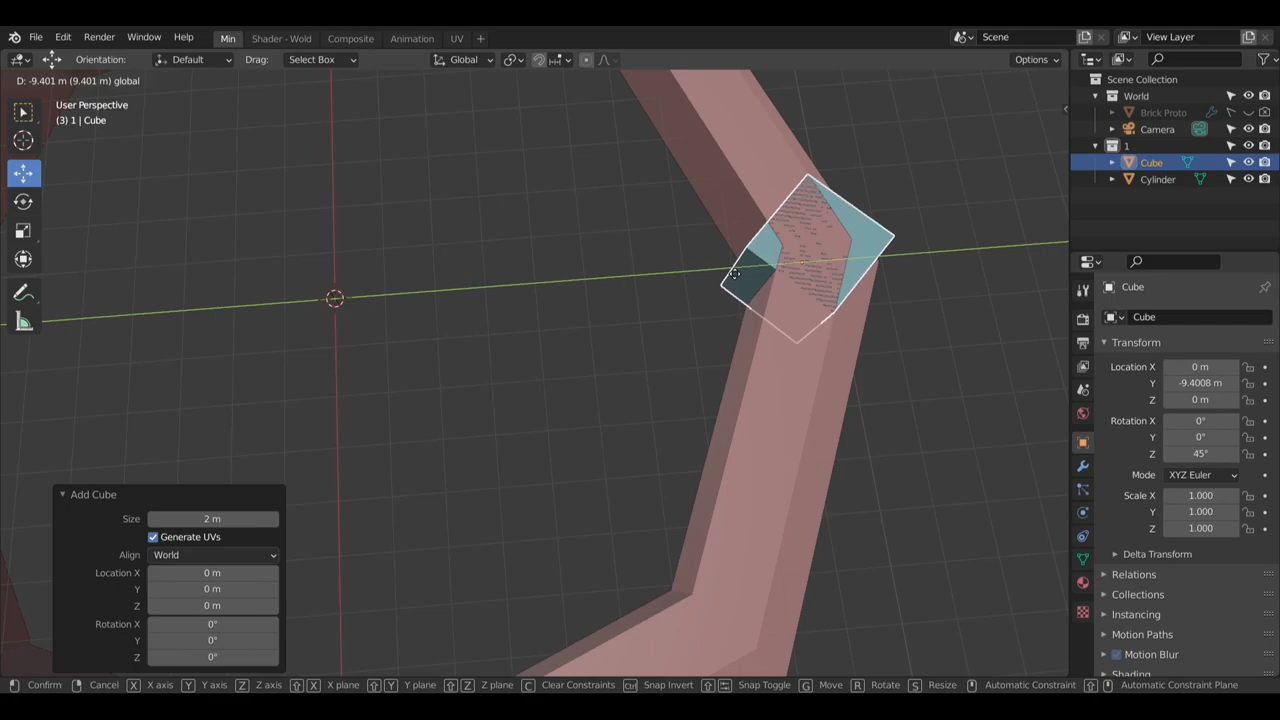 File Edit Render Window Help Min Shader - Wold Composite Animation UV Scene View Layer
Orientation: Default Drag: Select Box Global Options
D: -9.401 m (9.401 m) global
User Perspective
(3) 1 | Cube
Scene Collection
World
Brick Proto
Camera
1
Cube
Cylinder
Cube
Cube
Transform
Location X 0 m
Y -9.4008 m
Z 0 m
Rotation X 0°
Y 0°
Z 45°
Mode XYZ Euler
Scale X 1.000
Y 1.000
Z 1.000
Delta Transform
Relations
Collections
Instancing
Motion Paths
Motion Blur
Shading
Add Cube
Size 2 m
Generate UVs
Align World
Location X 0 m
Y 0 m
Z 0 m
Rotation X 0°
Y 0°
Z 0°
Confirm Cancel X X axis Y Y axis Z Z axis X X plane Y Y plane Z Z plane C Clear Constraints Ctrl Snap Invert Snap Toggle G Move R Rotate S Resize Automatic Constraint Automatic Constraint Plane